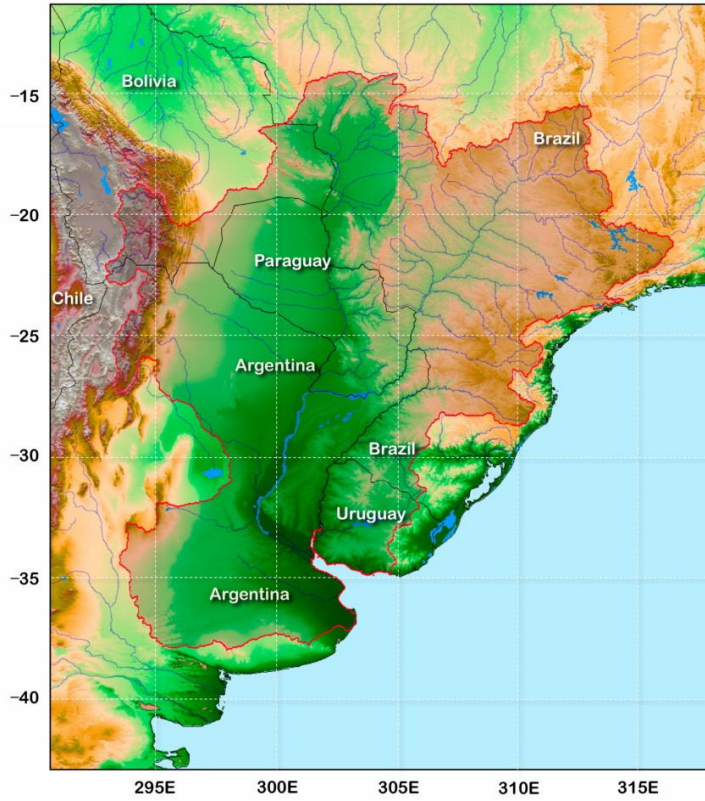 Bolivia
−15
Brazil
−20
Paraguay
Chile
−25
Argentina
Brazil
−30
Uruguay
−35
Argentina
−40
295E 300E 305E 310E 315E